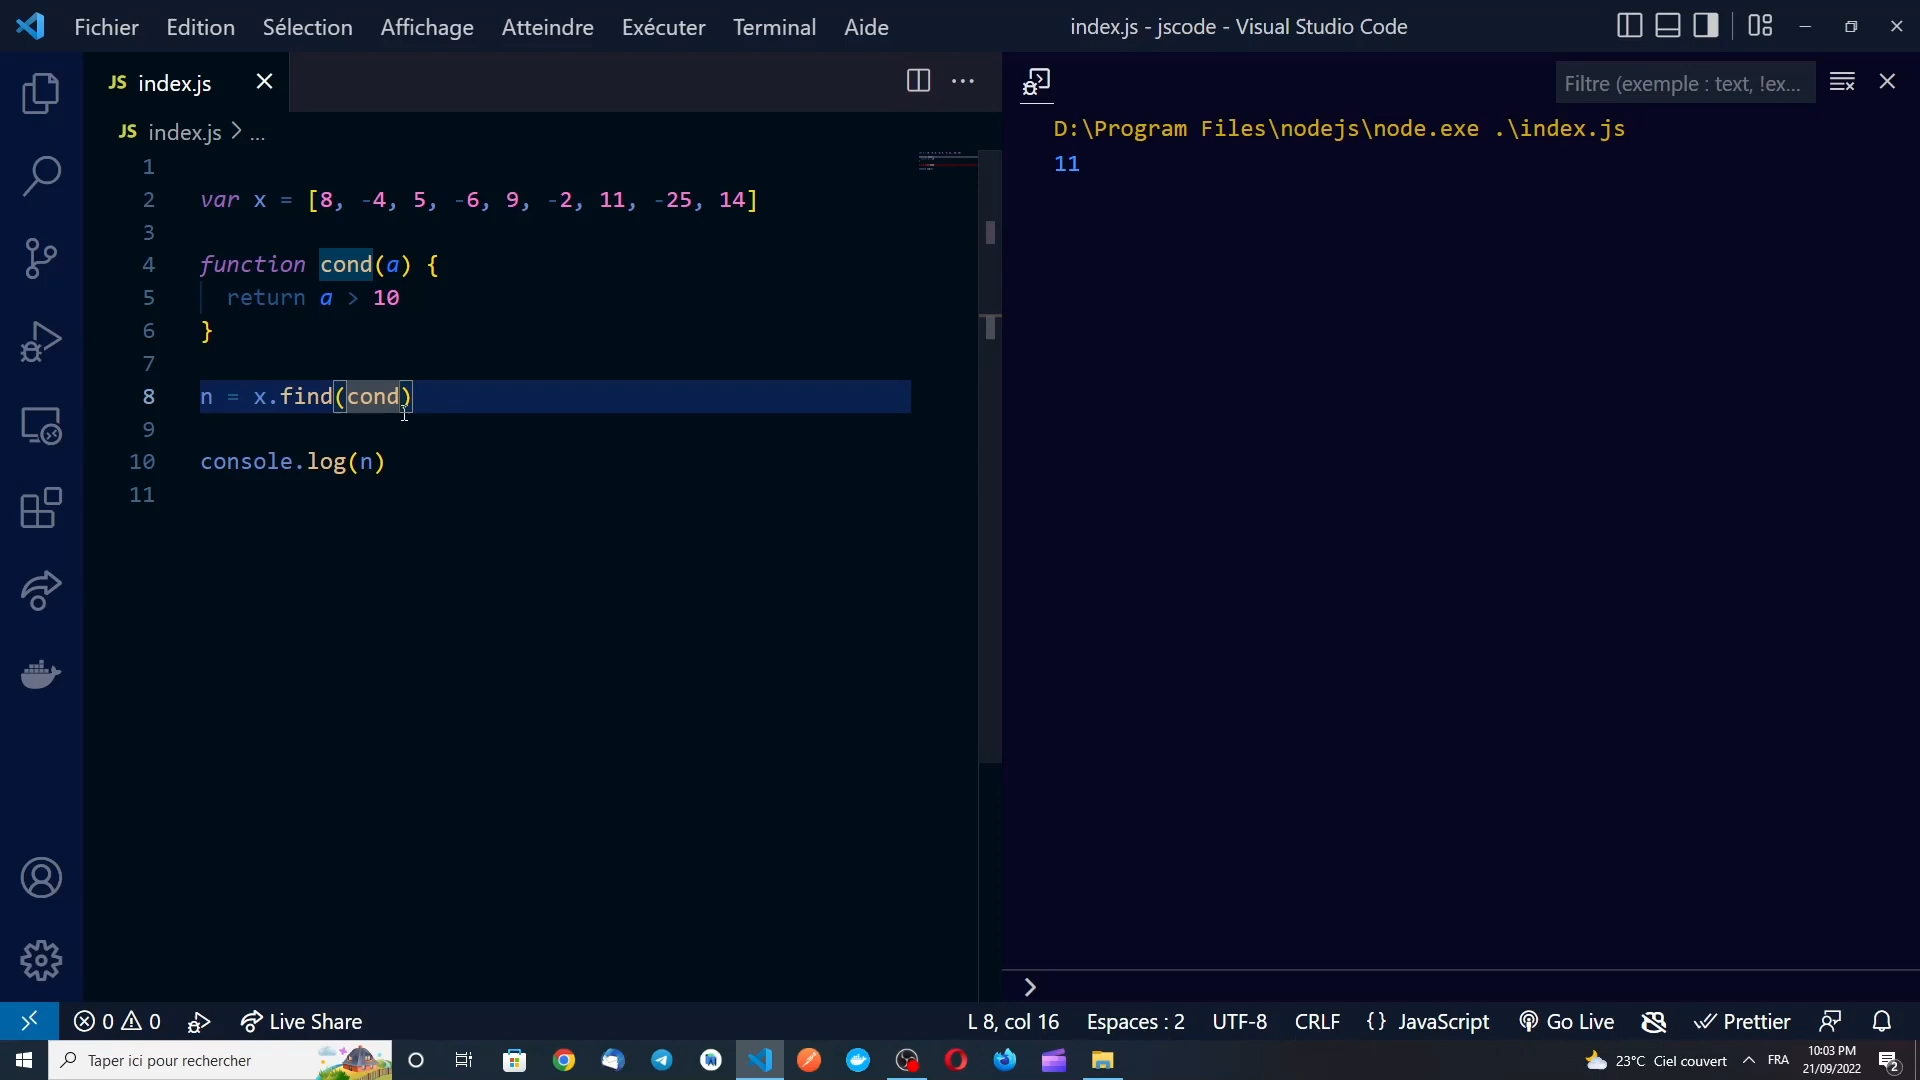 Fichier Edition Sélection Affichage Atteindre Exécuter Terminal Aide
index.js - jscode - Visual Studio Code
JS index.js
JS index.js > ...
1
2 var x = [8, -4, 5, -6, 9, -2, 11, -25, 14]
3
4 function cond(a) {
5 return a > 10
6 }
7
8 n = x.find(cond)
9
10 console.log(n)
11
Filtre (exemple : text, !ex...
D:\Program Files\nodejs\node.exe .\index.js
11
0 0 Live Share
L 8, col 16 Espaces : 2 UTF-8 CRLF {} JavaScript Go Live Prettier
Taper ici pour rechercher
23°C Ciel couvert FRA
10:03 PM
21/09/2022
2